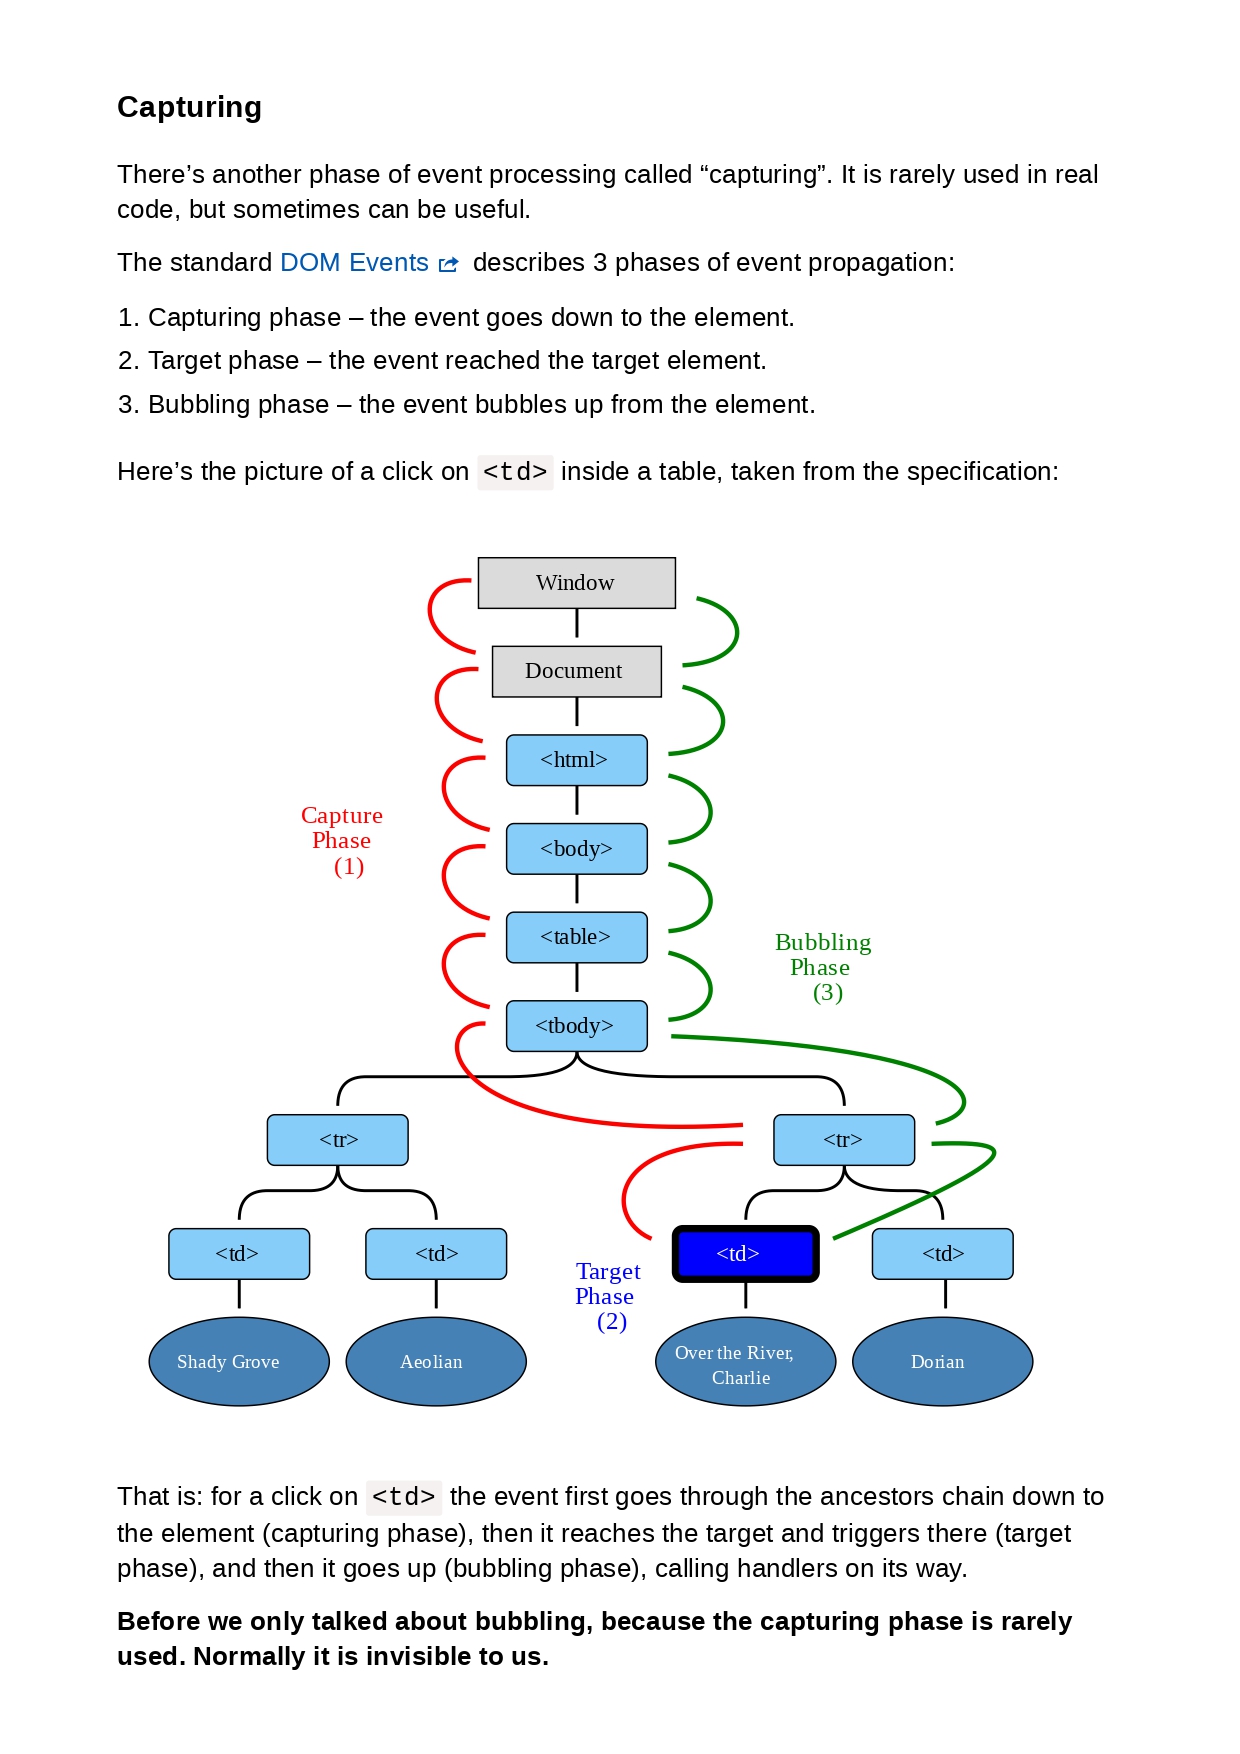 Capturing
There’s another phase of event processing called “capturing”. It is rarely used in real
code, but sometimes can be useful.
The standard DOM Events describes 3 phases of event propagation:
1. Capturing phase – the event goes down to the element.
2. Target phase – the event reached the target element.
3. Bubbling phase – the event bubbles up from the element.
Here’s the picture of a click on <td> inside a table, taken from the specification:
Window
Document
<html>
Capture
Phase
(1)
<body>
<table>
Bubbling
Phase
(3)
<tbody>
<tr>
<tr>
<td>
<td>
<td>
<td>
Target
Phase
(2)
Shady Grove
Aeolian
Over the River,
Charlie
Dorian
That is: for a click on <td> the event first goes through the ancestors chain down to
the element (capturing phase), then it reaches the target and triggers there (target
phase), and then it goes up (bubbling phase), calling handlers on its way.
Before we only talked about bubbling, because the capturing phase is rarely
used. Normally it is invisible to us.